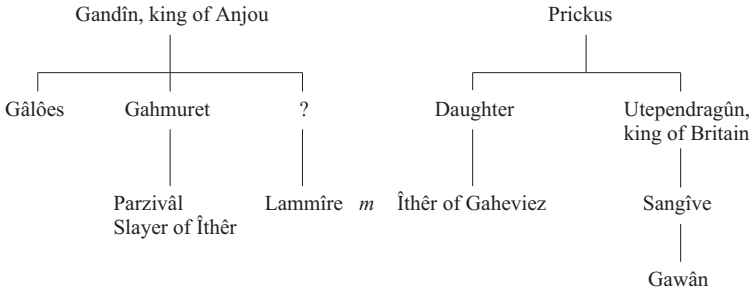 Gandîn, king of Anjou
Prickus
Gâlôes
Gahmuret
?
Daughter
Utependragûn,
king of Britain
Parzivâl
Slayer of Îthêr
Lammîre m Îthêr of Gaheviez
Sangîve
Gawân